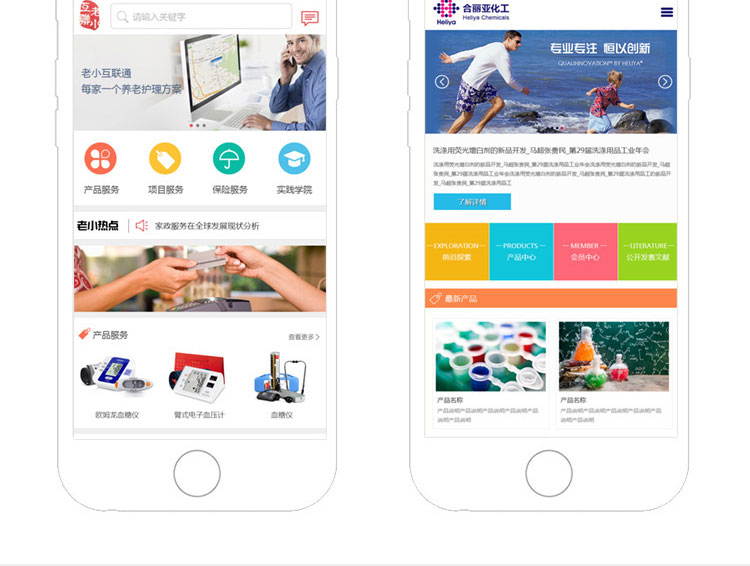 互 老
聯 小
请输入关键字
老小互联通
每家一个养老护理方案
产品服务
项目服务
保险服务
实践学院
老小热点
家政服务在全球发展现状分析
产品服务
查看更多 >
欧姆龙血糖仪
臂式电子血压计
血糖仪
Heliya
合丽亚化工
Heliya Chemicals
专业专注 恒以创新
QUALINNOVATION™ BY HELIYA®
洗涤用荧光增白剂的新品开发_马超张贵民_第29届洗涤用品工业年会
洗涤用荧光增白剂的新品开发_马超张贵民_第29届洗涤用品工业年会洗涤用荧光增白剂的新品开发_马超
张贵民_第29届洗涤用品工业年会洗涤用荧光增白剂的新品开发_马超张贵民_第29届洗涤用品工的新品开
发_马超张贵民_第29届洗涤用品工
了解详情
— EXPLORATION —
前沿探索
— PRODUCTS —
产品中心
— MEMBER —
会员中心
— LITERATURE —
公开发表文献
最新产品
产品名称
产品说明产品说明产品说明产品说明产品
说明产品说明
产品名称
产品说明产品说明产品说明产品说明产品
说明产品说明